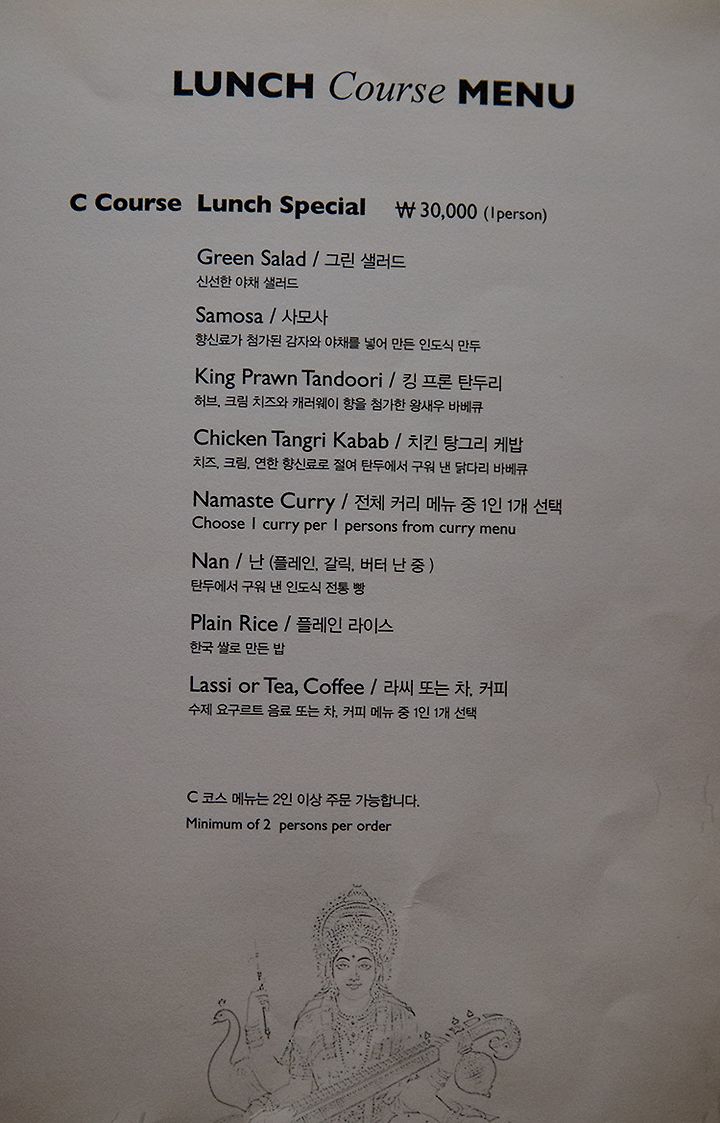 LUNCH Course MENU
C Course Lunch Special ₩ 30,000 (1person)
Green Salad / 그린 샐러드
신선한 야채 샐러드
Samosa / 사모사
향신료가 첨가된 감자와 야채를 넣어 만든 인도식 만두
King Prawn Tandoori / 킹 프론 탄두리
허브, 크림 치즈와 캐러웨이 향을 첨가한 왕새우 바베큐
Chicken Tangri Kabab / 치킨 탕그리 케밥
치즈, 크림, 연한 향신료로 절여 탄두에서 구워 낸 닭다리 바베큐
Namaste Curry / 전체 커리 메뉴 중 1인 1개 선택
Choose 1 curry per 1 persons from curry menu
Nan / 난 (플레인, 갈릭, 버터 난 중 )
탄두에서 구워 낸 인도식 전통 빵
Plain Rice / 플레인 라이스
한국 쌀로 만든 밥
Lassi or Tea, Coffee / 라씨 또는 차, 커피
수제 요구르트 음료 또는 차, 커피 메뉴 중 1인 1개 선택
C 코스 메뉴는 2인 이상 주문 가능합니다.
Minimum of 2 persons per order